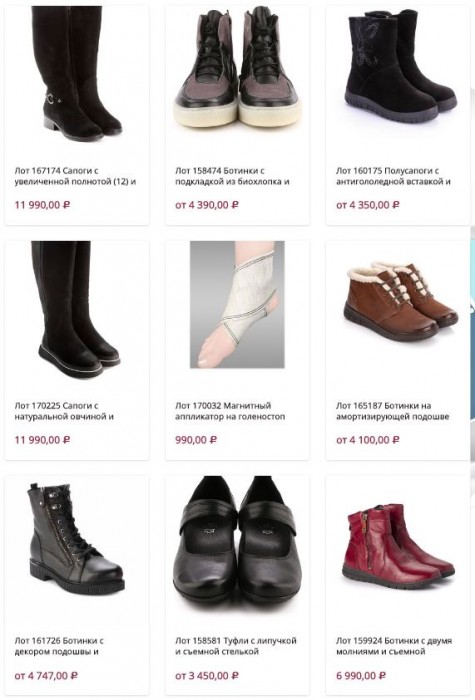 Лот 167174 Сапоги с
увеличенной полнотой (12) и
11 990,00 ₽
Лот 158474 Ботинки с
подкладкой из биохлопка и
от 4 390,00 ₽
Лот 160175 Полусапоги с
антигололедной вставкой и
от 4 350,00 ₽
Лот 170225 Сапоги с
натуральной овчиной и
11 990,00 ₽
Лот 170032 Магнитный
аппликатор на голеностоп
990,00 ₽
Лот 165187 Ботинки на
амортизирующей подошве
от 4 100,00 ₽
Лот 161726 Ботинки с
декором подошвы и
от 4 747,00 ₽
Лот 158581 Туфли с липучкой
и съемной стелькой
от 3 450,00 ₽
Лот 159924 Ботинки с двумя
молниями и съемной
6 990,00 ₽